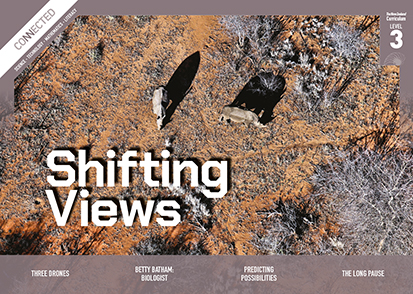 CONNECTED
SCIENCE • TECHNOLOGY • MATHEMATICS • LITERACY
The New Zealand
Curriculum
LEVEL
3
Shifting
Views
THREE DRONES
BETTY BATHAM:
BIOLOGIST
PREDICTING
POSSIBILITIES
THE LONG PAUSE